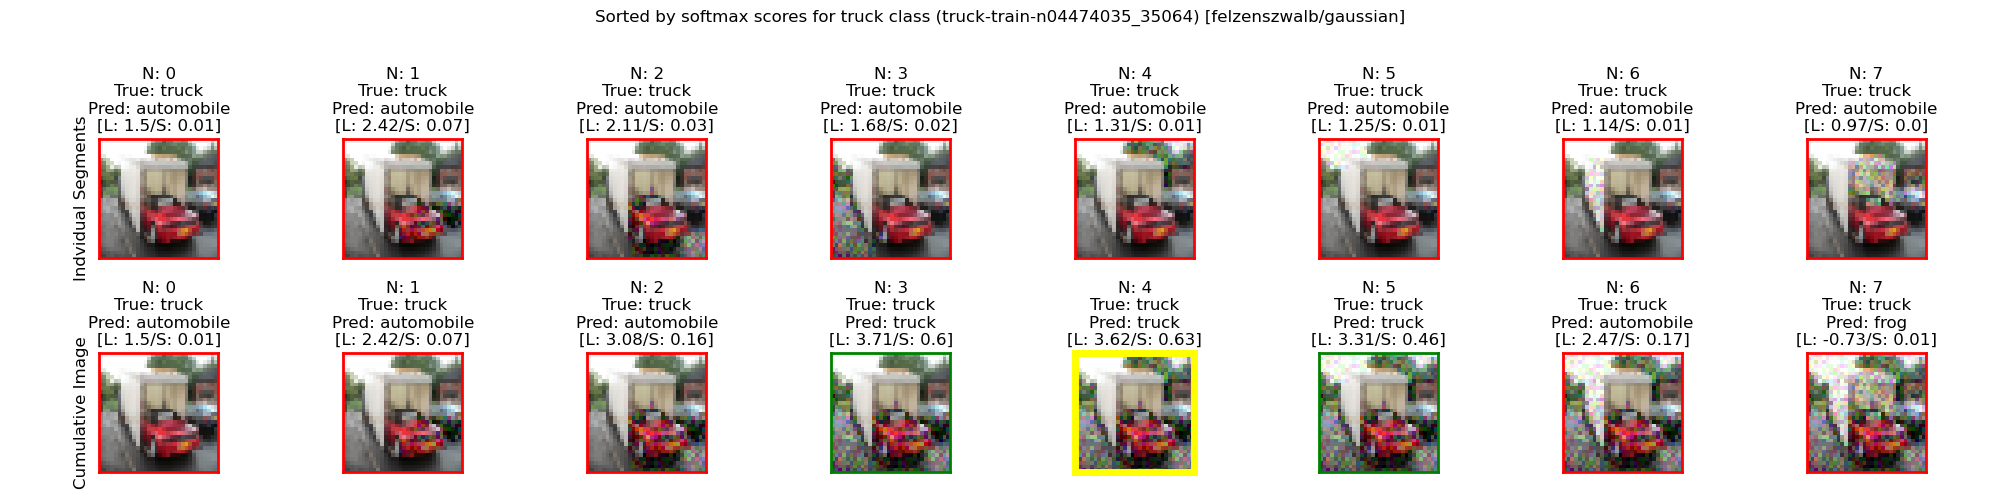 Sorted by softmax scores for truck class (truck-train-n04474035_35064) [felzenszwalb/gaussian]
Indvidual Segments
N: 0
True: truck
Pred: automobile
[L: 1.5/S: 0.01]
N: 1
True: truck
Pred: automobile
[L: 2.42/S: 0.07]
N: 2
True: truck
Pred: automobile
[L: 2.11/S: 0.03]
N: 3
True: truck
Pred: automobile
[L: 1.68/S: 0.02]
N: 4
True: truck
Pred: automobile
[L: 1.31/S: 0.01]
N: 5
True: truck
Pred: automobile
[L: 1.25/S: 0.01]
N: 6
True: truck
Pred: automobile
[L: 1.14/S: 0.01]
N: 7
True: truck
Pred: automobile
[L: 0.97/S: 0.0]
Cumulative Image
N: 0
True: truck
Pred: automobile
[L: 1.5/S: 0.01]
N: 1
True: truck
Pred: automobile
[L: 2.42/S: 0.07]
N: 2
True: truck
Pred: automobile
[L: 3.08/S: 0.16]
N: 3
True: truck
Pred: truck
[L: 3.71/S: 0.6]
N: 4
True: truck
Pred: truck
[L: 3.62/S: 0.63]
N: 5
True: truck
Pred: truck
[L: 3.31/S: 0.46]
N: 6
True: truck
Pred: automobile
[L: 2.47/S: 0.17]
N: 7
True: truck
Pred: frog
[L: -0.73/S: 0.01]